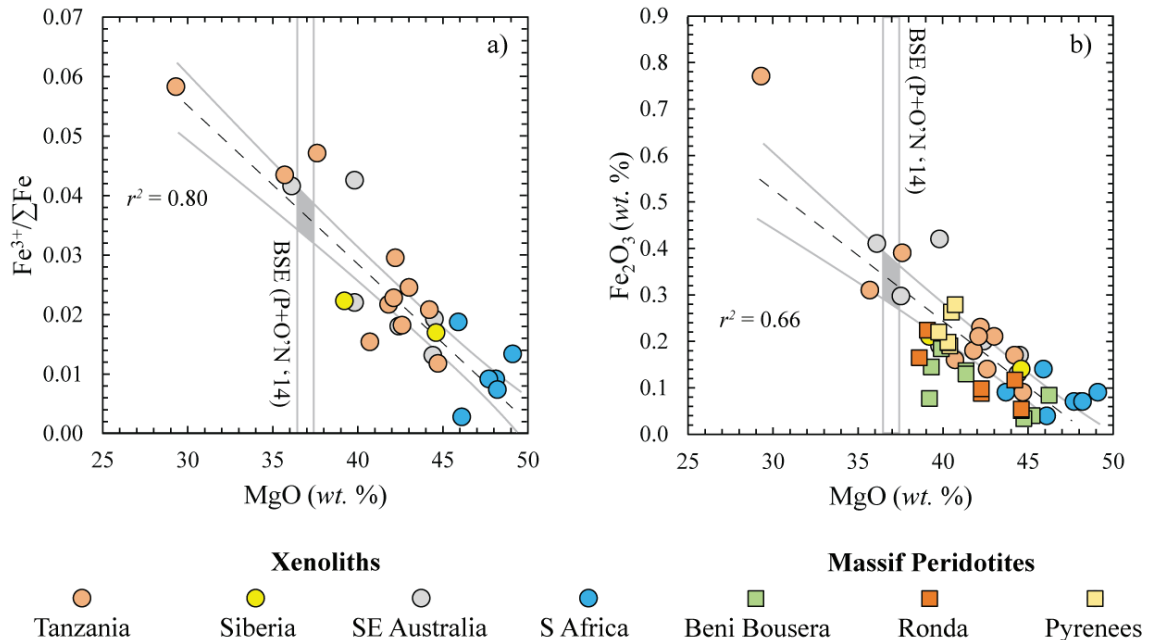 a)
0.07
0.06
0.05
0.04
0.03
0.02
0.01
0.00
Fe³⁺/∑Fe
r² = 0.80
BSE (P+O’N ‘14)
25 30 35 40 45 50
MgO (wt. %)
b)
0.9
0.8
0.7
0.6
0.5
0.4
0.3
0.2
0.1
0.0
Fe₂O₃ (wt. %)
r² = 0.66
BSE (P+O’N ‘14)
25 30 35 40 45 50
MgO (wt. %)
Xenoliths
Tanzania Siberia SE Australia S Africa
Massif Peridotites
Beni Bousera Ronda Pyrenees